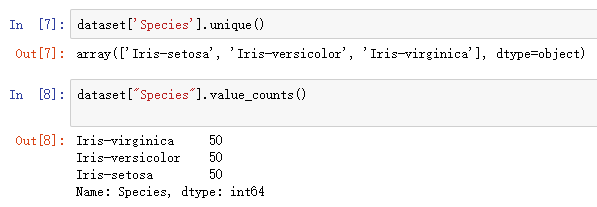 In [7]: dataset['Species'].unique()
Out[7]: array(['Iris-setosa', 'Iris-versicolor', 'Iris-virginica'], dtype=object)
In [8]: dataset["Species"].value_counts()
Out[8]: Iris-virginica 50
Iris-versicolor 50
Iris-setosa 50
Name: Species, dtype: int64